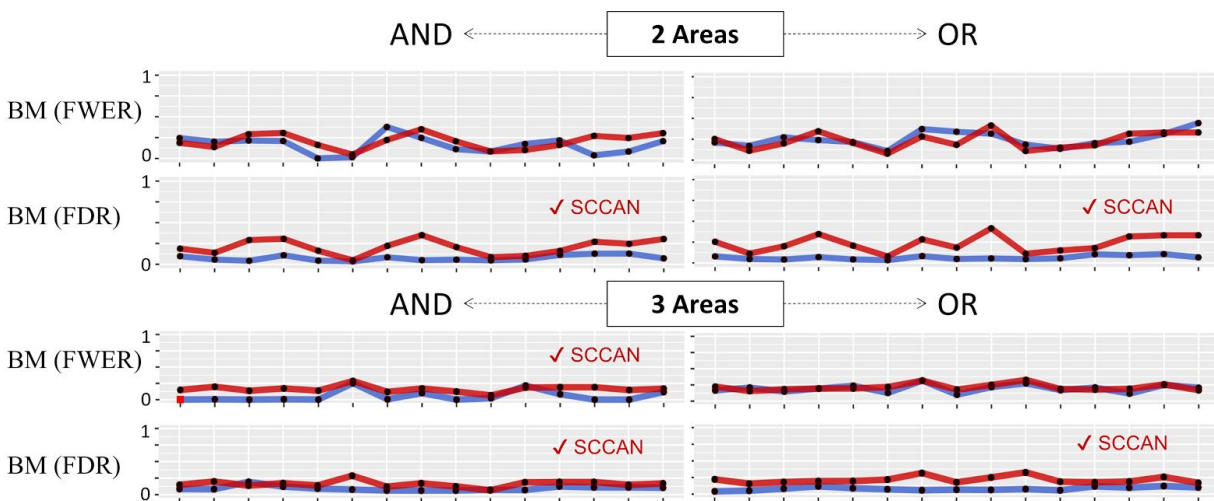 AND 2 Areas OR
1
BM (FWER)
0
1
✓ SCCAN ✓ SCCAN
BM (FDR)
0
AND 3 Areas OR
1
✓ SCCAN
BM (FWER)
0
1
✓ SCCAN ✓ SCCAN
BM (FDR)
0